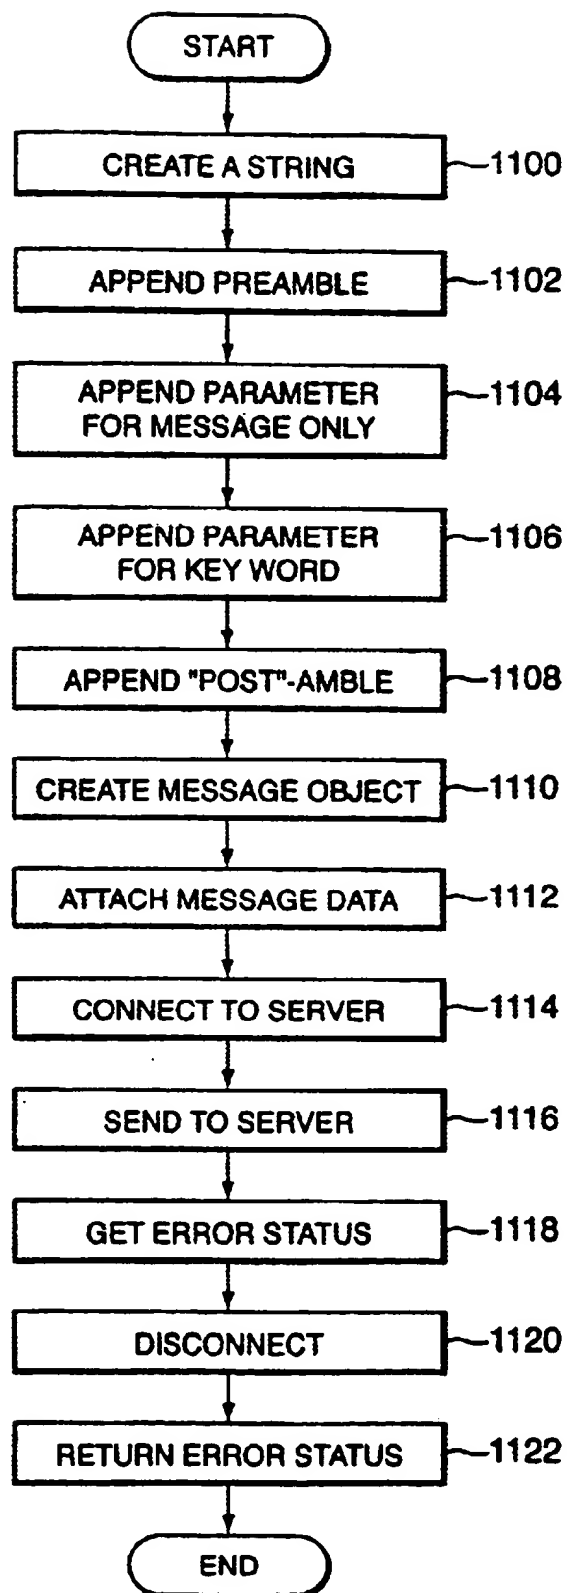 START
CREATE A STRING
1100
APPEND PREAMBLE
1102
APPEND PARAMETER
FOR MESSAGE ONLY
1104
APPEND PARAMETER
FOR KEY WORD
1106
APPEND "POST"-AMBLE
1108
CREATE MESSAGE OBJECT
1110
ATTACH MESSAGE DATA
1112
CONNECT TO SERVER
1114
SEND TO SERVER
1116
GET ERROR STATUS
1118
DISCONNECT
1120
RETURN ERROR STATUS
1122
END